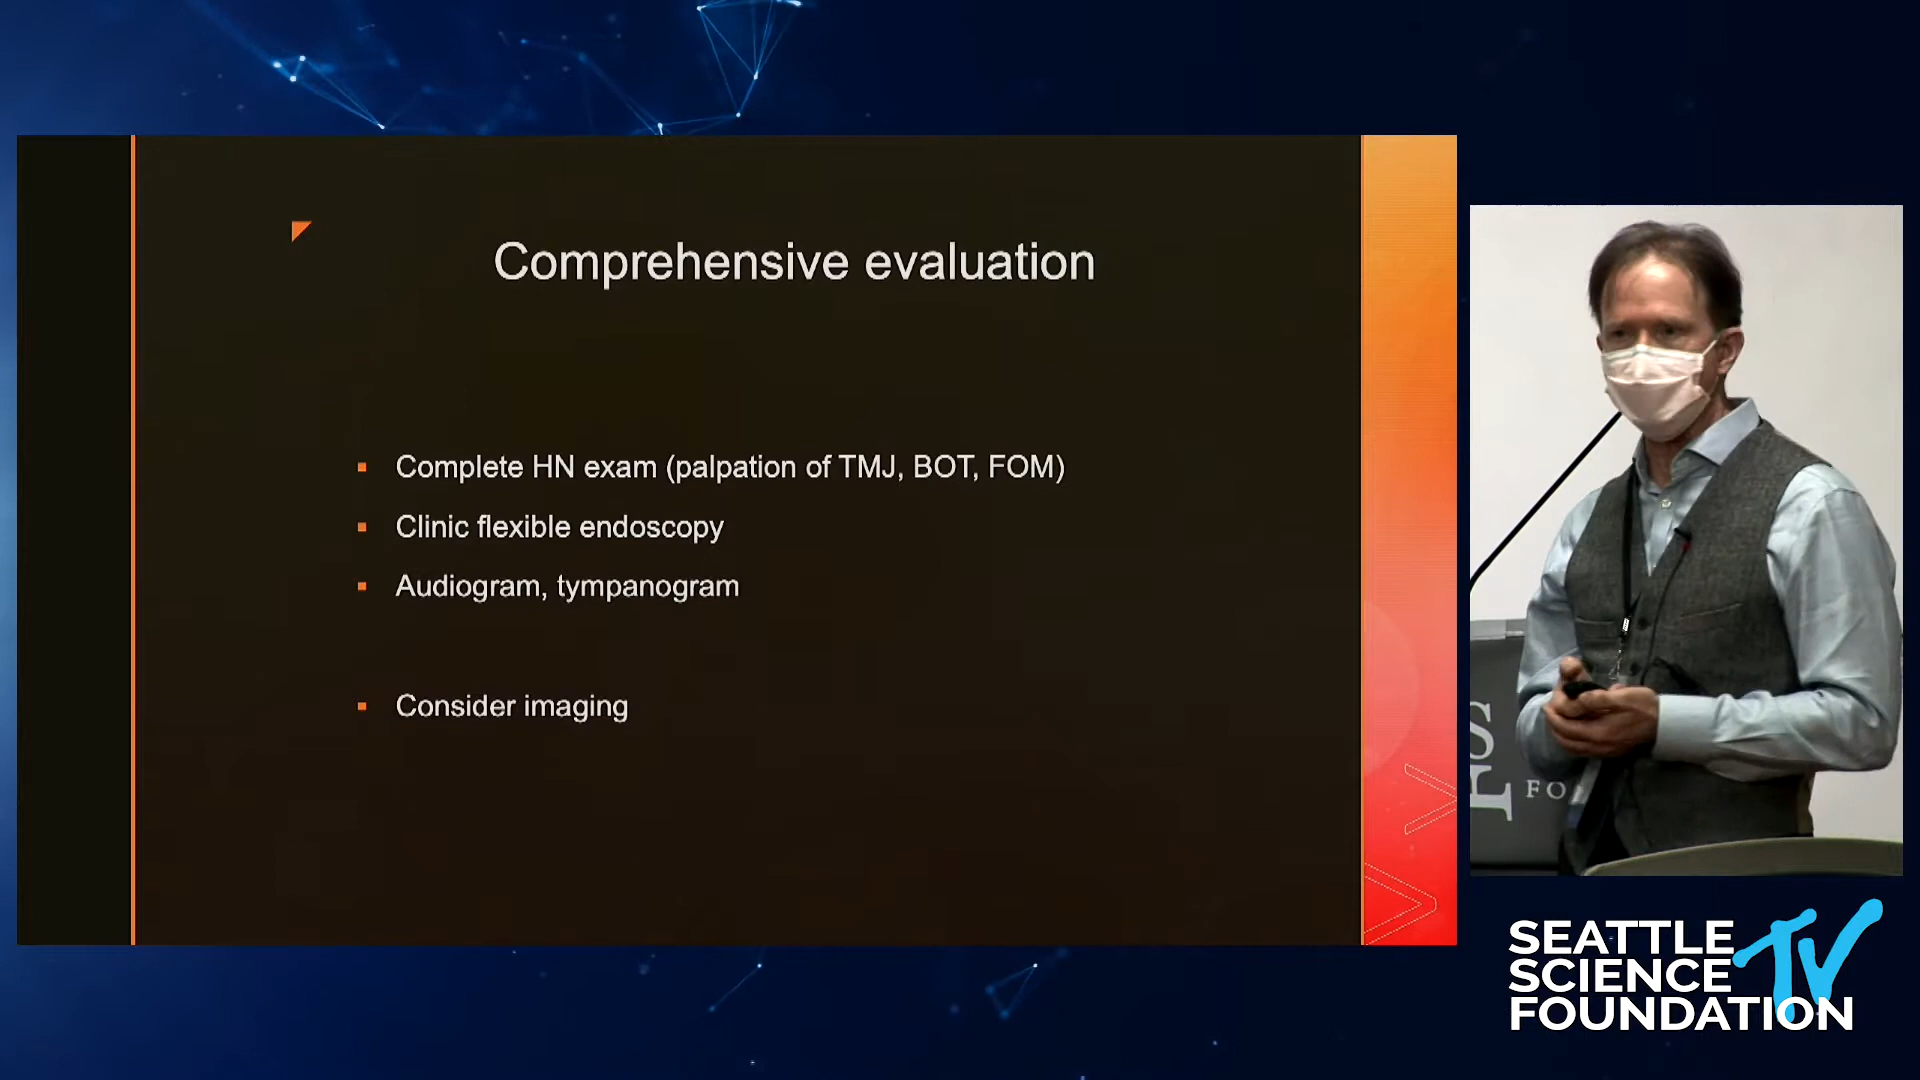 Comprehensive evaluation
Complete HN exam (palpation of TMJ, BOT, FOM)
Clinic flexible endoscopy
Audiogram, tympanogram
Consider imaging
FO
SEATTLE
SCIENCE
FOUNDATION
TV